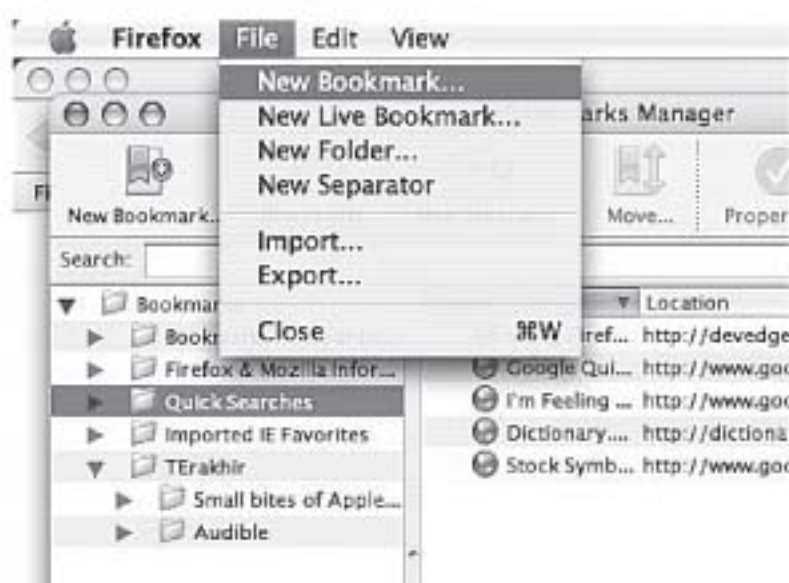 Firefox File Edit View
New Bookmark...
New Live Bookmark...
New Folder...
New Separator
Import...
Export...
Close ⌘W
arks Manager
New Bookmark...
Move...
Proper
Search:
Location
Bookmar
Book
Firefox & Mozilla Infor...
Quick Searches
Imported IE Favorites
TErakhir
Small bites of Apple...
Audible
iref... http://devedge
Google Qui... http://www.goo
I'm Feeling ... http://www.goo
Dictionary.... http://dictiona
Stock Symb... http://www.goo